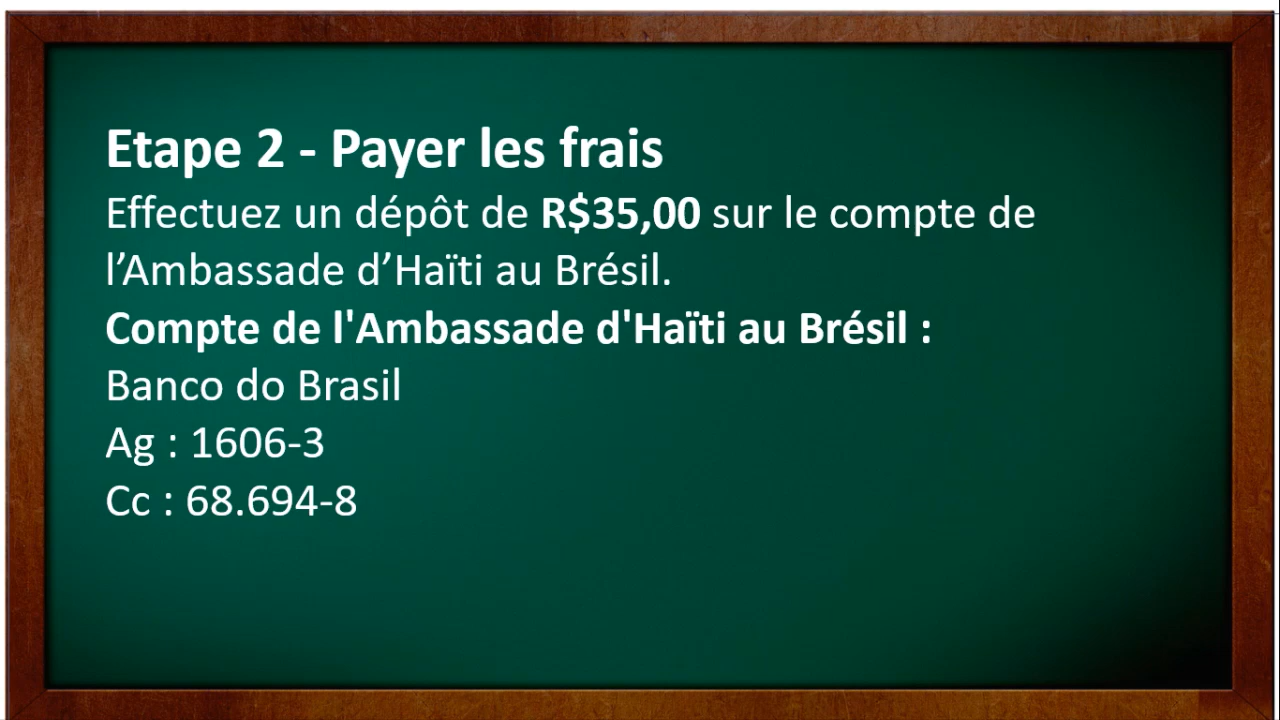 Etape 2 - Payer les frais
Effectuez un dépôt de R$35,00 sur le compte de
l’Ambassade d’Haïti au Brésil.
Compte de l'Ambassade d'Haïti au Brésil :
Banco do Brasil
Ag : 1606-3
Cc : 68.694-8